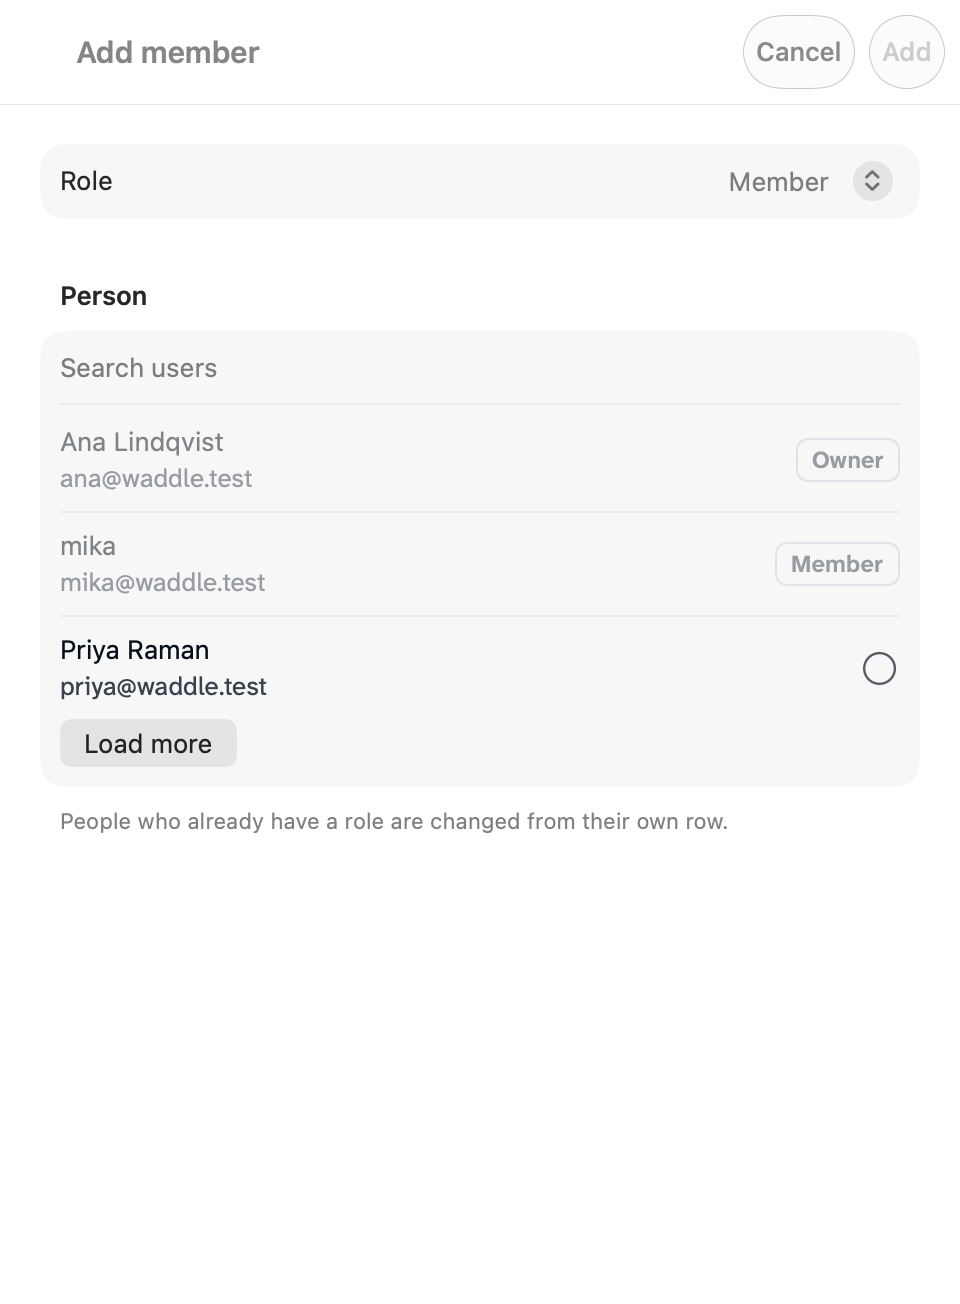 Add member
Cancel
Add
Role
Member
Person
Search users
Ana Lindqvist
ana@waddle.test
Owner
mika
mika@waddle.test
Member
Priya Raman
priya@waddle.test
Load more
People who already have a role are changed from their own row.